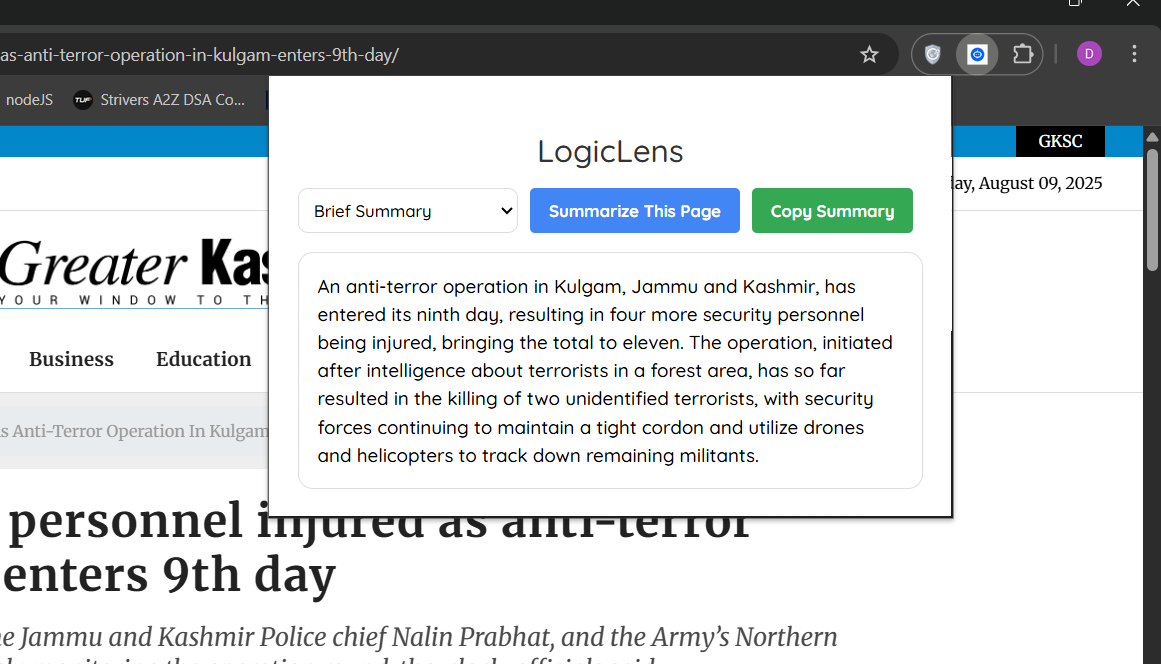 as-anti-terror-operation-in-kulgam-enters-9th-day/
D
nodeJS
TUF
Strivers A2Z DSA Co...
GKSC
day, August 09, 2025
LogicLens
Brief Summary
Summarize This Page
Copy Summary
An anti-terror operation in Kulgam, Jammu and Kashmir, has
entered its ninth day, resulting in four more security personnel
being injured, bringing the total to eleven. The operation, initiated
after intelligence about terrorists in a forest area, has so far
resulted in the killing of two unidentified terrorists, with security
forces continuing to maintain a tight cordon and utilize drones
and helicopters to track down remaining militants.
Greater Kas
YOUR WINDOW TO TH
Business Education
s Anti-Terror Operation In Kulgam
personnel injured as anti-terror
enters 9th day
e Jammu and Kashmir Police chief Nalin Prabhat, and the Army's Northern